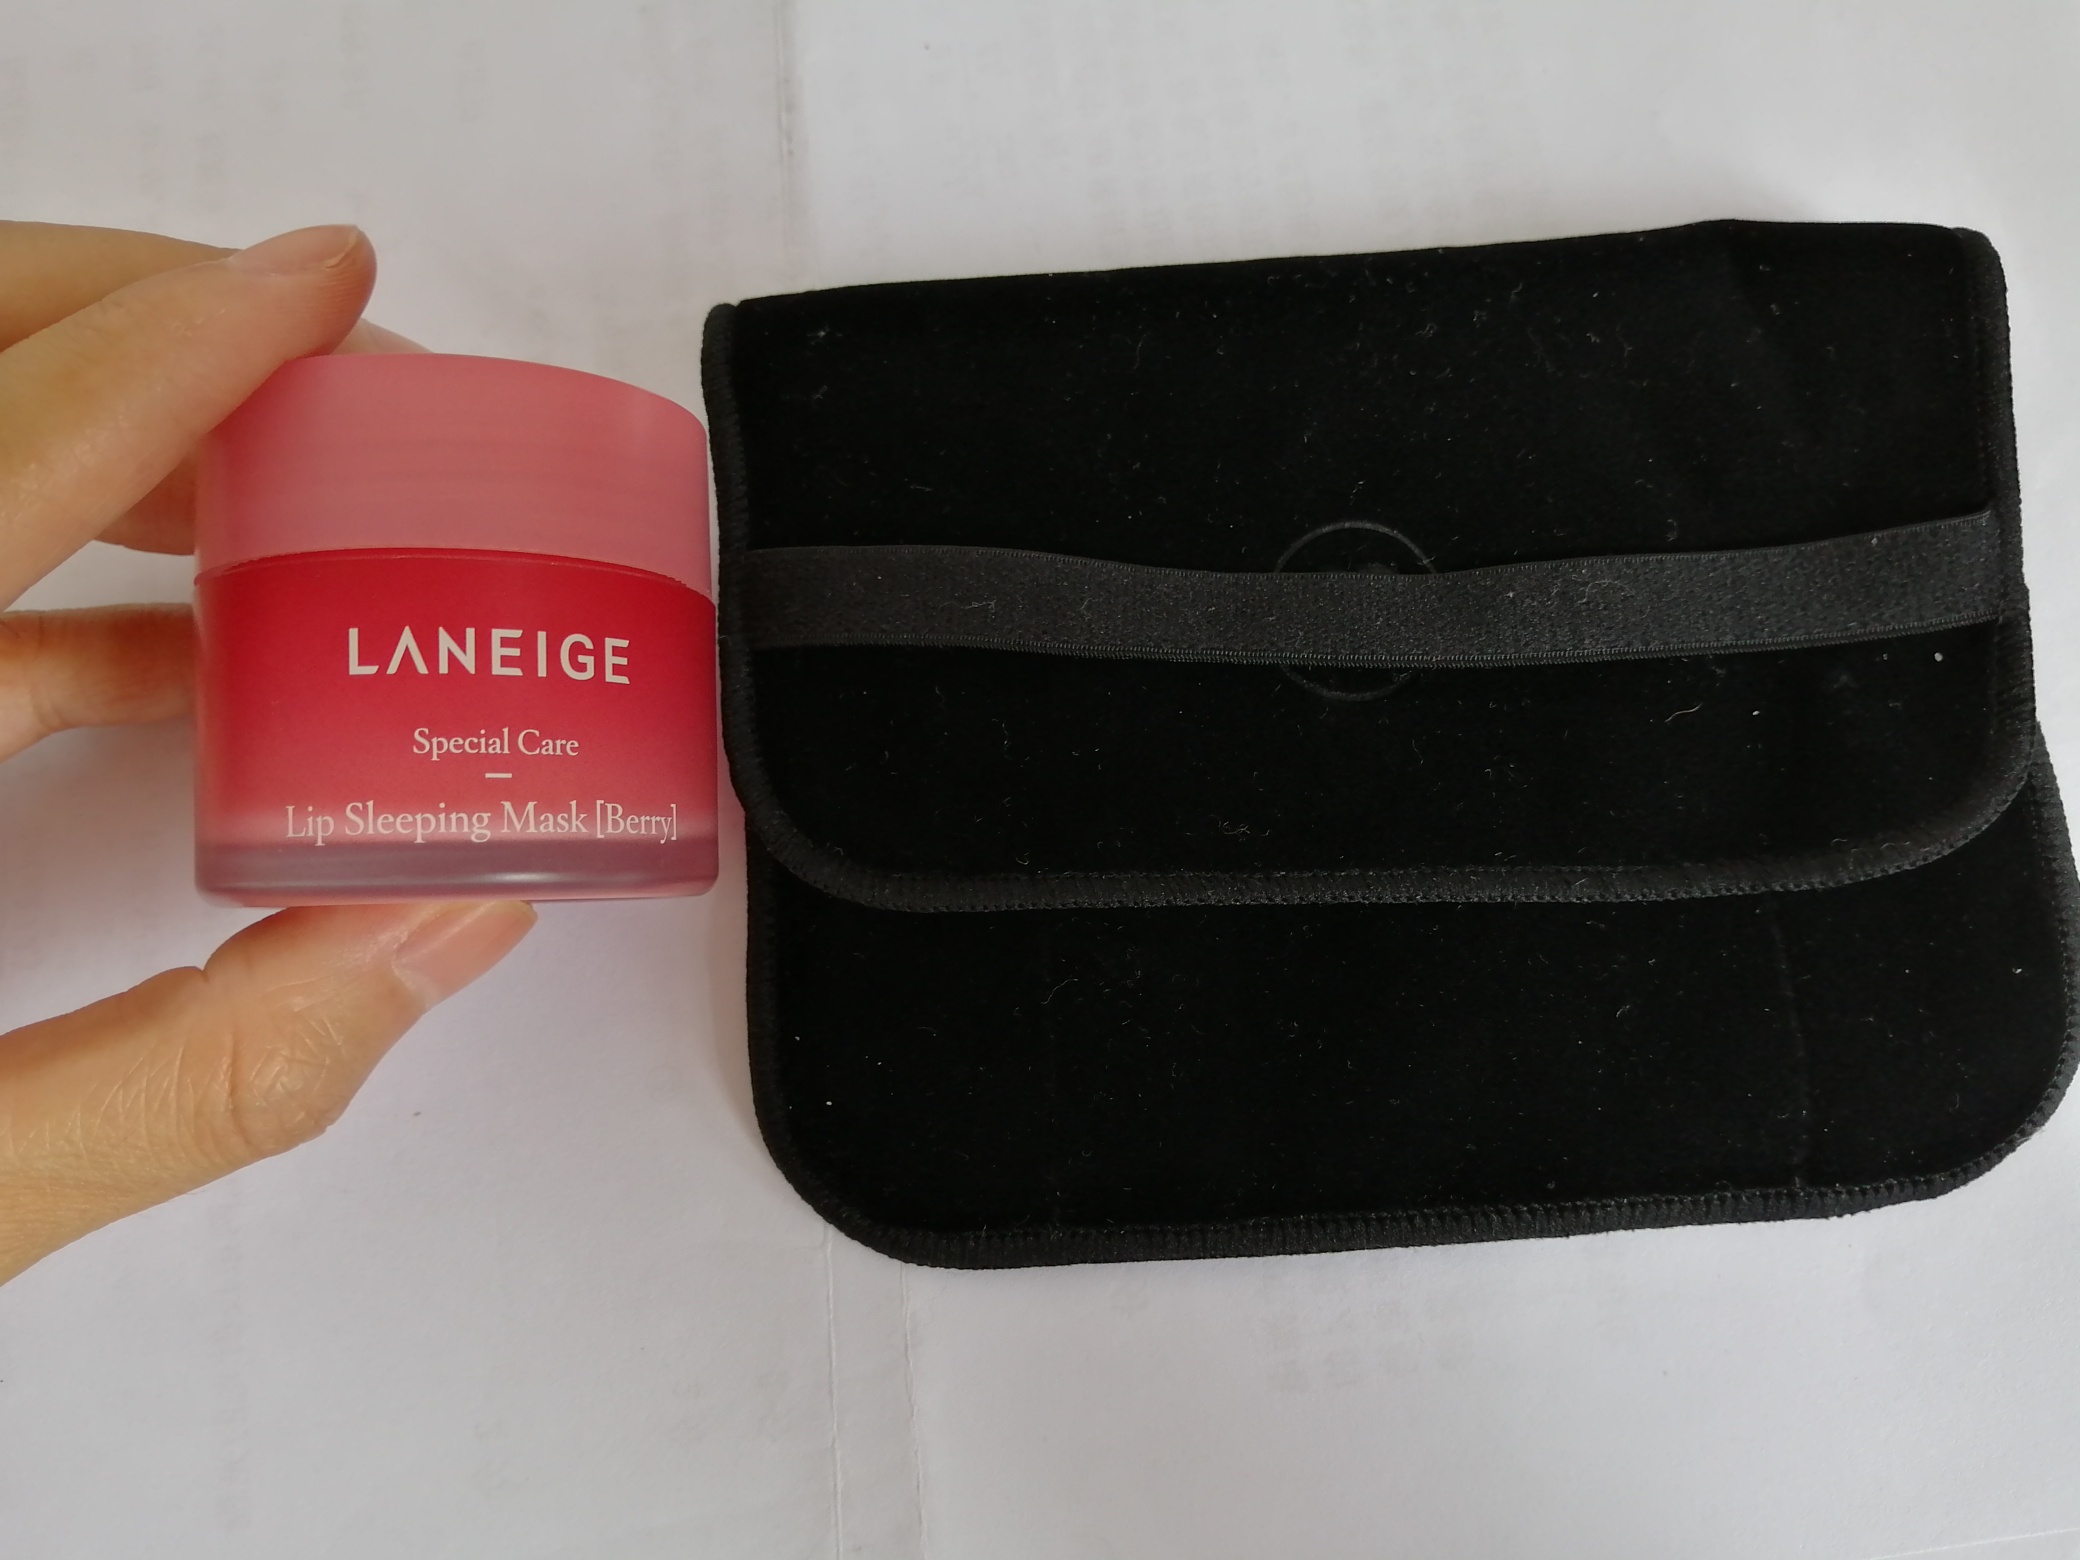 LANEIGE
Special Care
Lip Sleeping Mask [Berry]